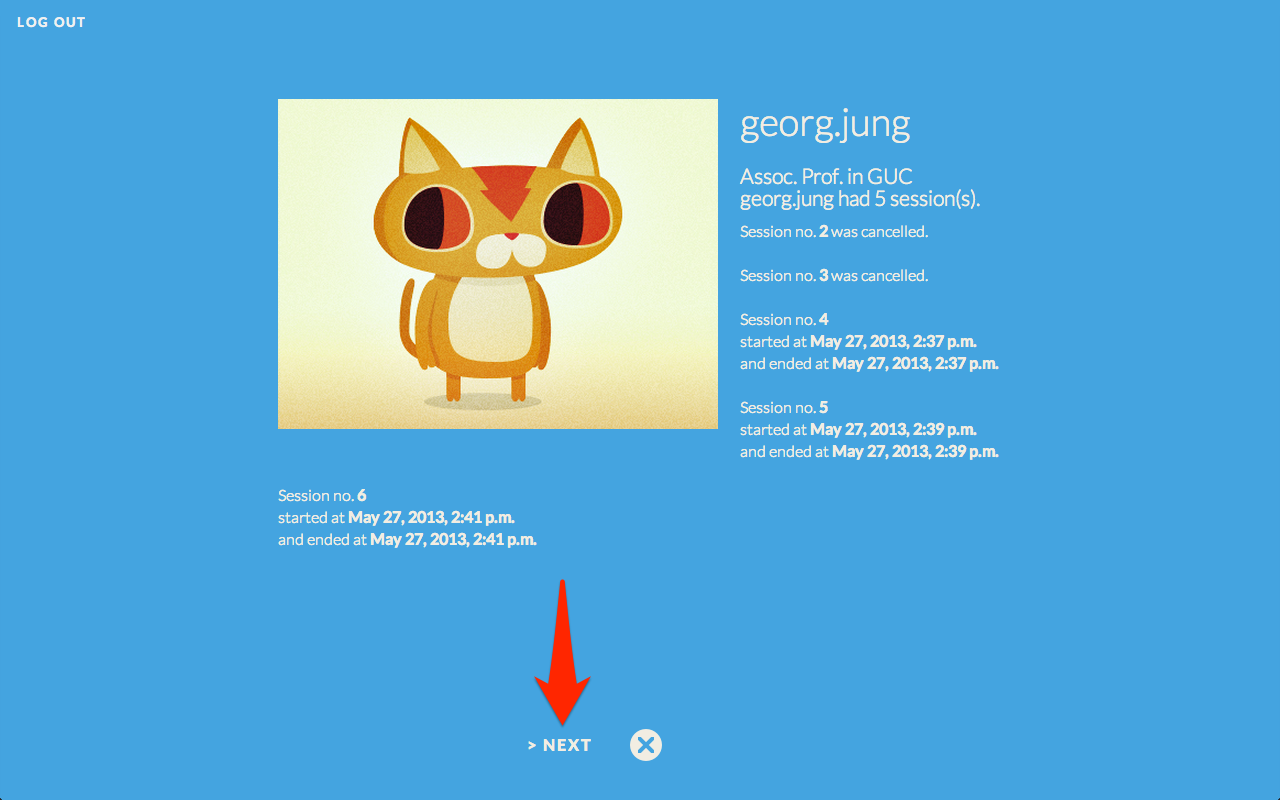 LOG OUT
georg.jung
Assoc. Prof. in GUC
georg.jung had 5 session(s).
Session no. 2 was cancelled.
Session no. 3 was cancelled.
Session no. 4
started at May 27, 2013, 2:37 p.m.
and ended at May 27, 2013, 2:37 p.m.
Session no. 5
started at May 27, 2013, 2:39 p.m.
and ended at May 27, 2013, 2:39 p.m.
Session no. 6
started at May 27, 2013, 2:41 p.m.
and ended at May 27, 2013, 2:41 p.m.
> NEXT